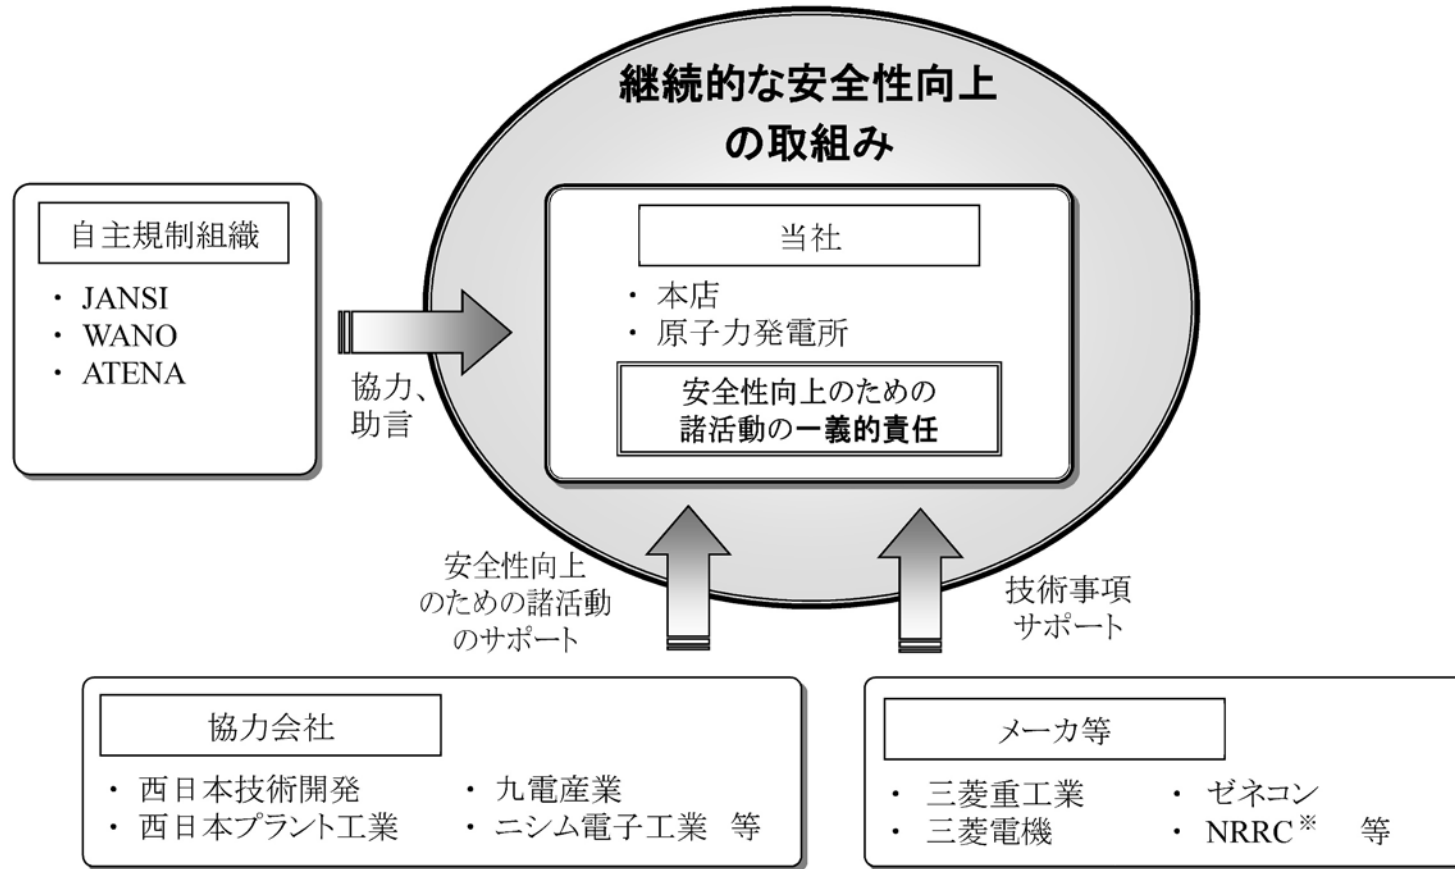 継続的な安全性向上
の取組み
自主規制組織
・ JANSI
・ WANO
・ ATENA
協力、
助言
当社
・ 本店
・ 原子力発電所
安全性向上のための
諸活動の一義的責任
安全性向上
のための諸活動
のサポート
技術事項
サポート
協力会社
・ 西日本技術開発
・ 西日本プラント工業
・ 九電産業
・ ニシム電子工業 等
メーカ等
・ 三菱重工業
・ 三菱電機
・ ゼネコン
・ NRRC※ 等